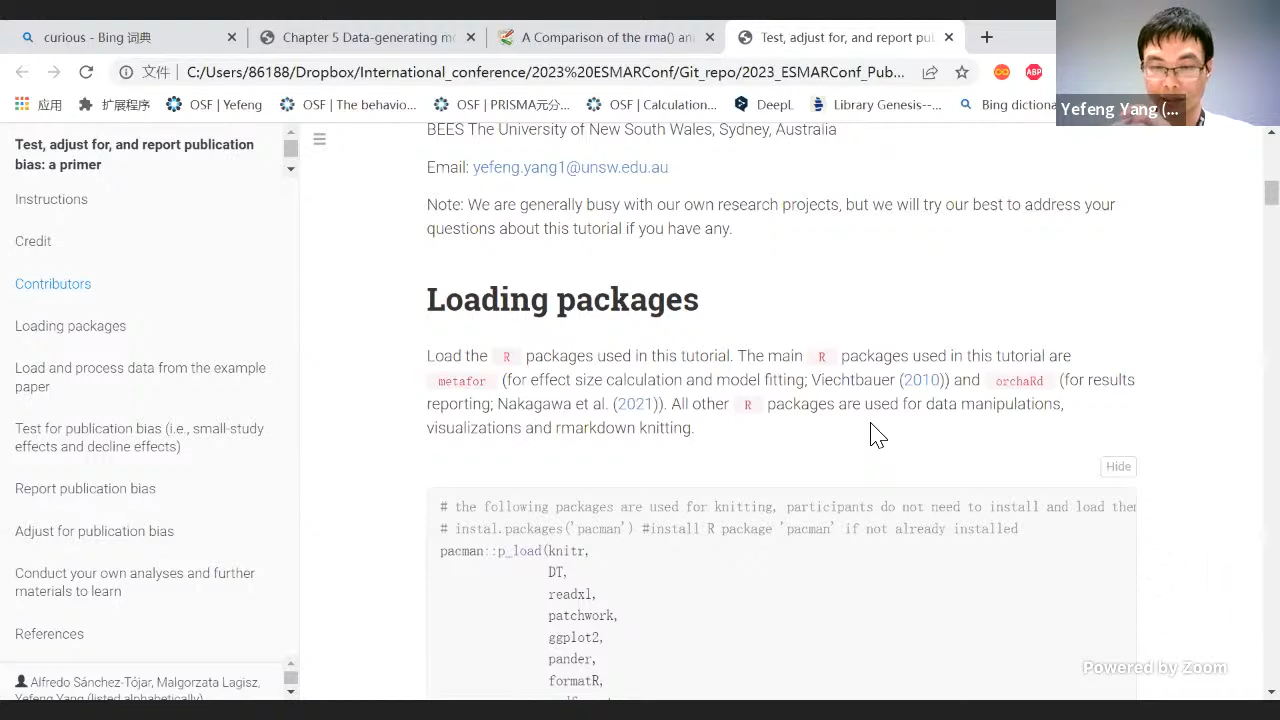 curious - Bing 词典
Chapter 5 Data-generating mo
A Comparison of the rma() an
Test, adjust for, and report pu
文件
C:/Users/86188/Dropbox/International_conference/2023%20ESMARConf/Git_repo/2023_ESMARConf_Pub...
ABP
应用
扩展程序
OSF | Yefeng
OSF | The behavio...
OSF | PRISMA元分...
OSF | Calculation...
DeepL
Library Genesis--...
Bing dictiona
Yefeng Yang (...
Test, adjust for, and report publication
bias: a primer
Instructions
Credit
Contributors
Loading packages
Load and process data from the example
paper
Test for publication bias (i.e., small-study
effects and decline effects)
Report publication bias
Adjust for publication bias
Conduct your own analyses and further
materials to learn
References
Alfredo Sánchez-Tójar, Malgorzata Lagisz,
Yefeng Yang (listed alphabetically)
BEES The University of New South Wales, Sydney, Australia
Email: yefeng.yang1@unsw.edu.au
Note: We are generally busy with our own research projects, but we will try our best to address your
questions about this tutorial if you have any.
Loading packages
Load the R packages used in this tutorial. The main R packages used in this tutorial are
metafor (for effect size calculation and model fitting; Viechtbauer (2010)) and orchaRd (for results
reporting; Nakagawa et al. (2021)). All other R packages are used for data manipulations,
visualizations and rmarkdown knitting.
Hide
# the following packages are used for knitting, participants do not need to install and load them
# instal.packages('pacman') #install R package 'pacman' if not already installed
pacman::p_load(knitr,
DT,
readxl,
patchwork,
ggplot2,
pander,
formatR,
Powered by Zoom